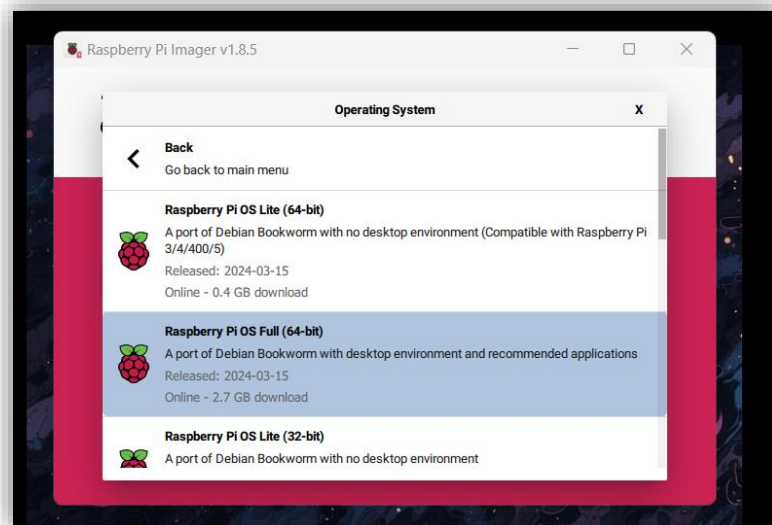 Raspberry Pi Imager v1.8.5
Operating System X
Back
Go back to main menu
Raspberry Pi OS Lite (64-bit)
A port of Debian Bookworm with no desktop environment (Compatible with Raspberry Pi
3/4/400/5)
Released: 2024-03-15
Online - 0.4 GB download
Raspberry Pi OS Full (64-bit)
A port of Debian Bookworm with desktop environment and recommended applications
Released: 2024-03-15
Online - 2.7 GB download
Raspberry Pi OS Lite (32-bit)
A port of Debian Bookworm with no desktop environment